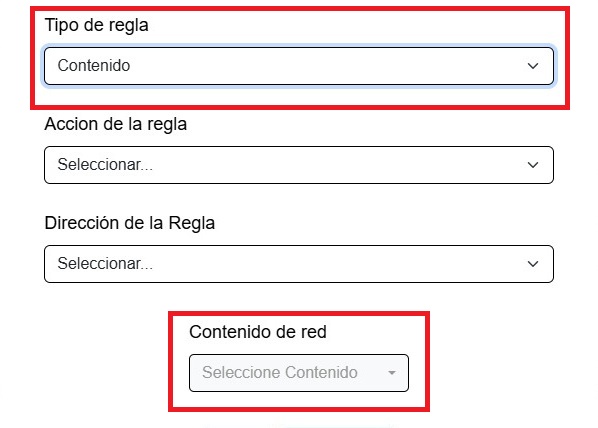 Tipo de regla
Contenido
Accion de la regla
Seleccionar...
Dirección de la Regla
Seleccionar...
Contenido de red
Seleccione Contenido